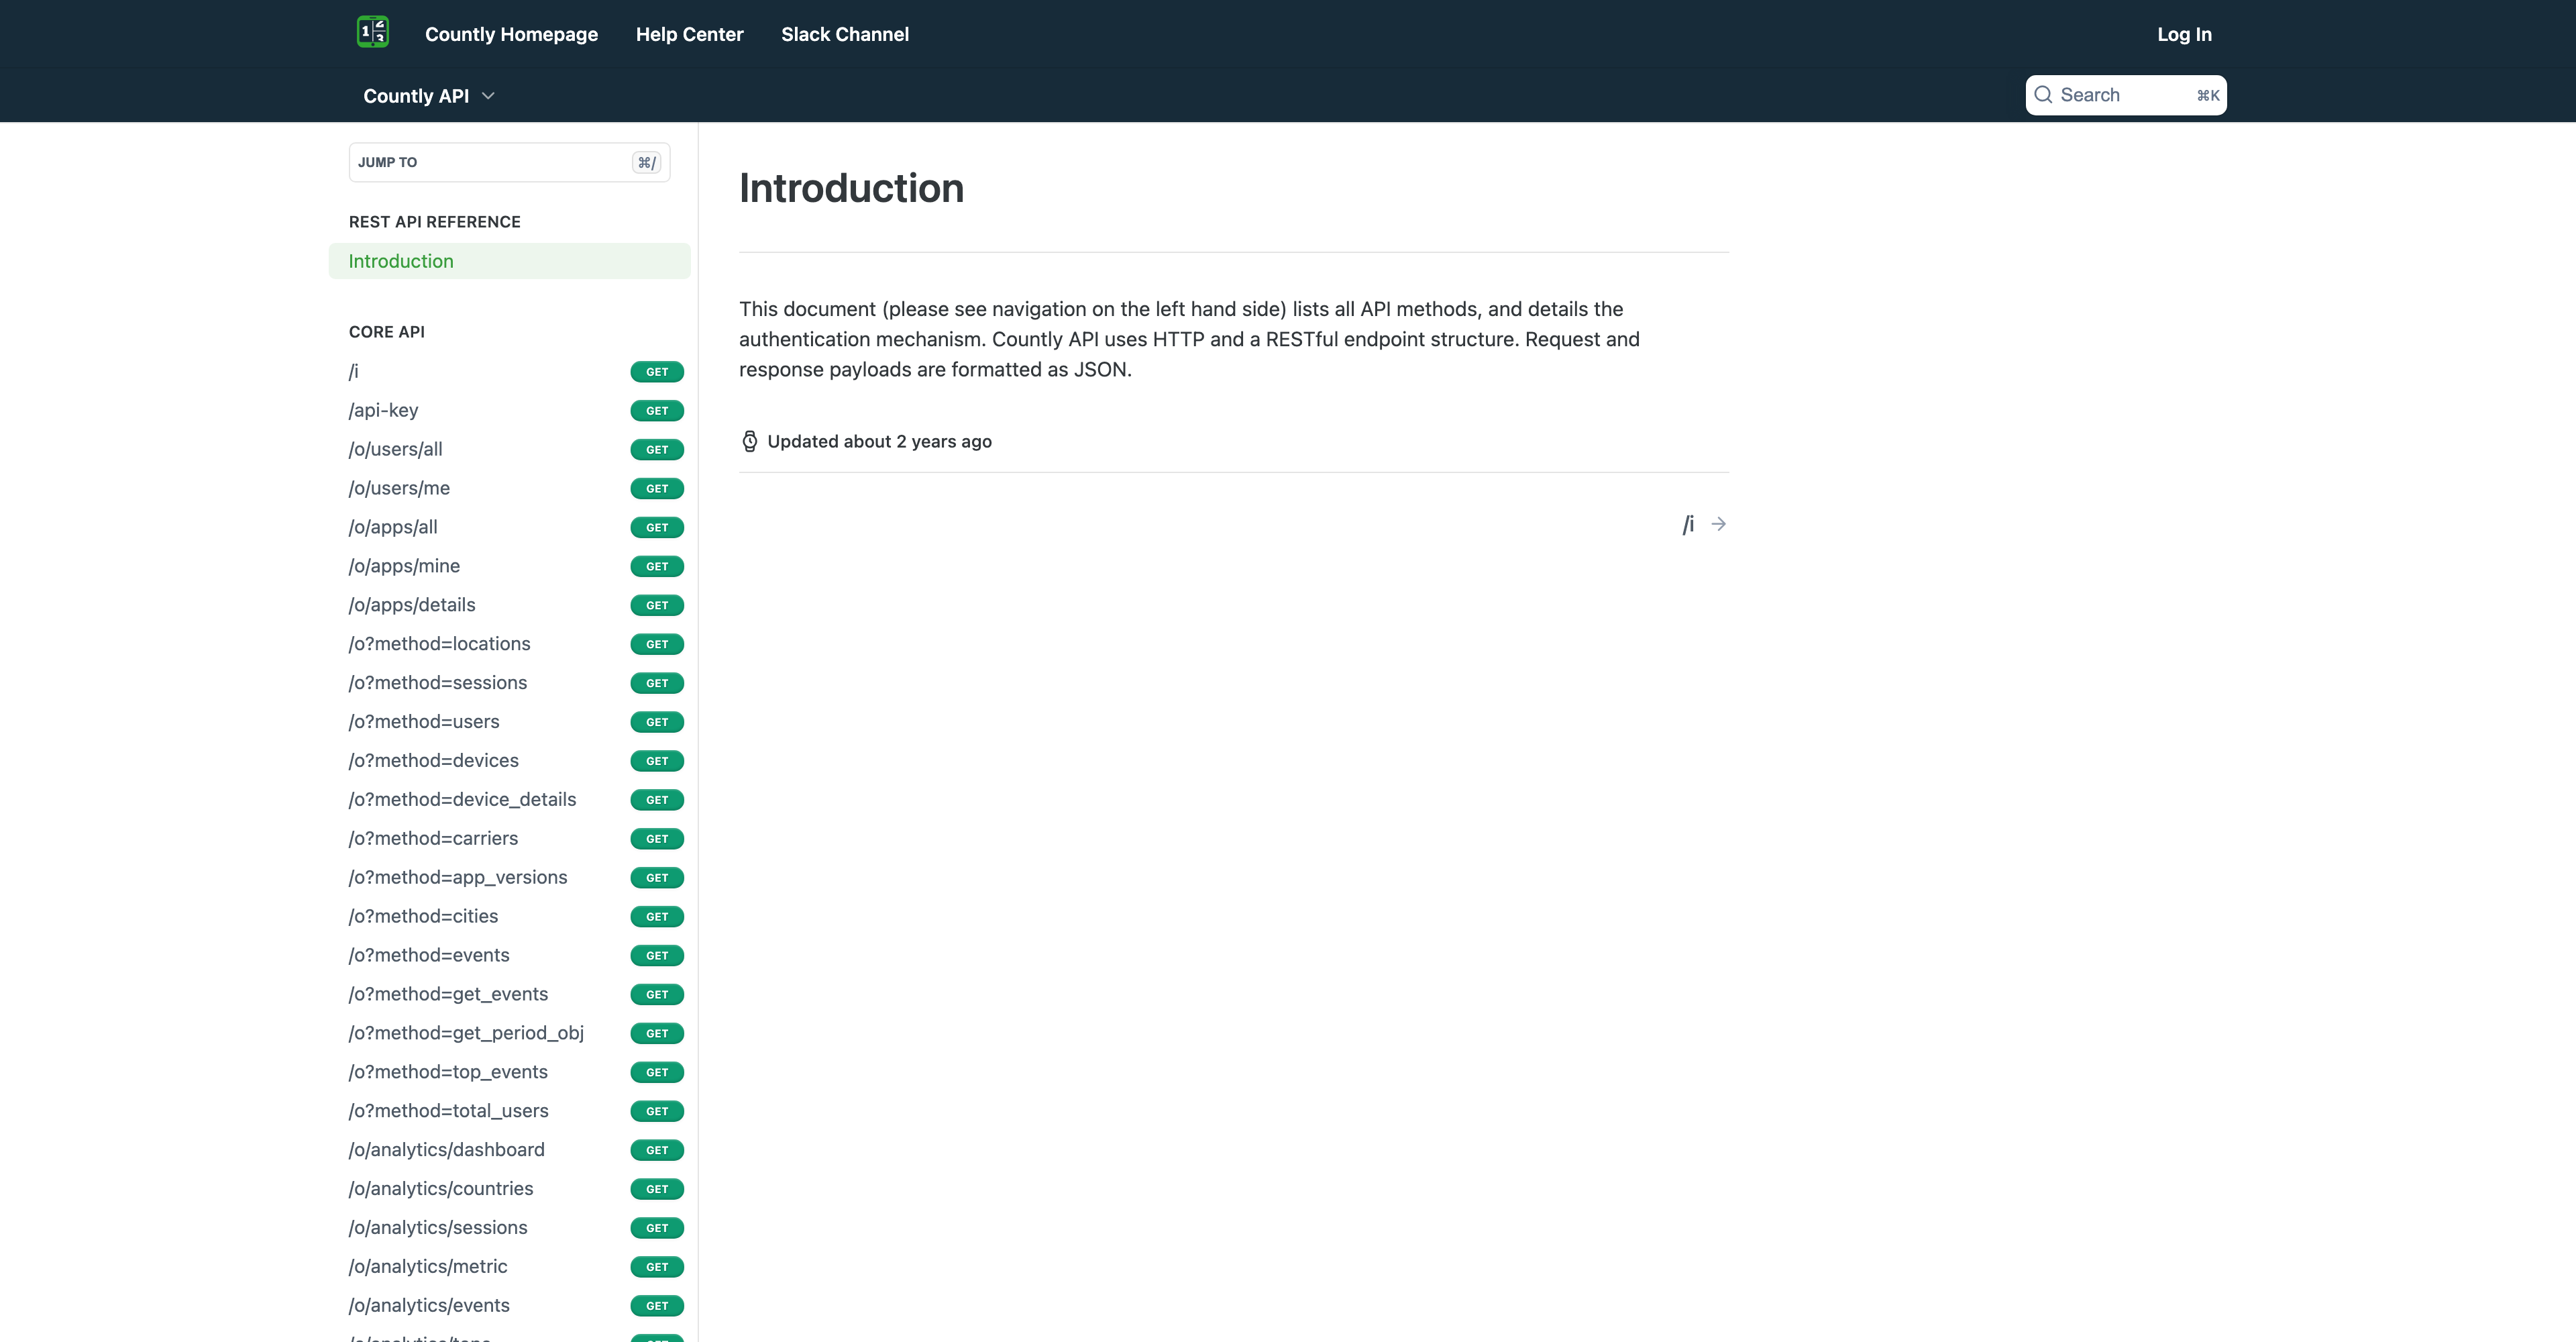 Countly Homepage Help Center Slack Channel Log In
Countly API Search ⌘K
JUMP TO ⌘/
REST API REFERENCE
Introduction
CORE API
/i GET
/api-key GET
/o/users/all GET
/o/users/me GET
/o/apps/all GET
/o/apps/mine GET
/o/apps/details GET
/o?method=locations GET
/o?method=sessions GET
/o?method=users GET
/o?method=devices GET
/o?method=device_details GET
/o?method=carriers GET
/o?method=app_versions GET
/o?method=cities GET
/o?method=events GET
/o?method=get_events GET
/o?method=get_period_obj GET
/o?method=top_events GET
/o?method=total_users GET
/o/analytics/dashboard GET
/o/analytics/countries GET
/o/analytics/sessions GET
/o/analytics/metric GET
/o/analytics/events GET
Introduction
This document (please see navigation on the left hand side) lists all API methods, and details the
authentication mechanism. Countly API uses HTTP and a RESTful endpoint structure. Request and
response payloads are formatted as JSON.
Updated about 2 years ago
/i →